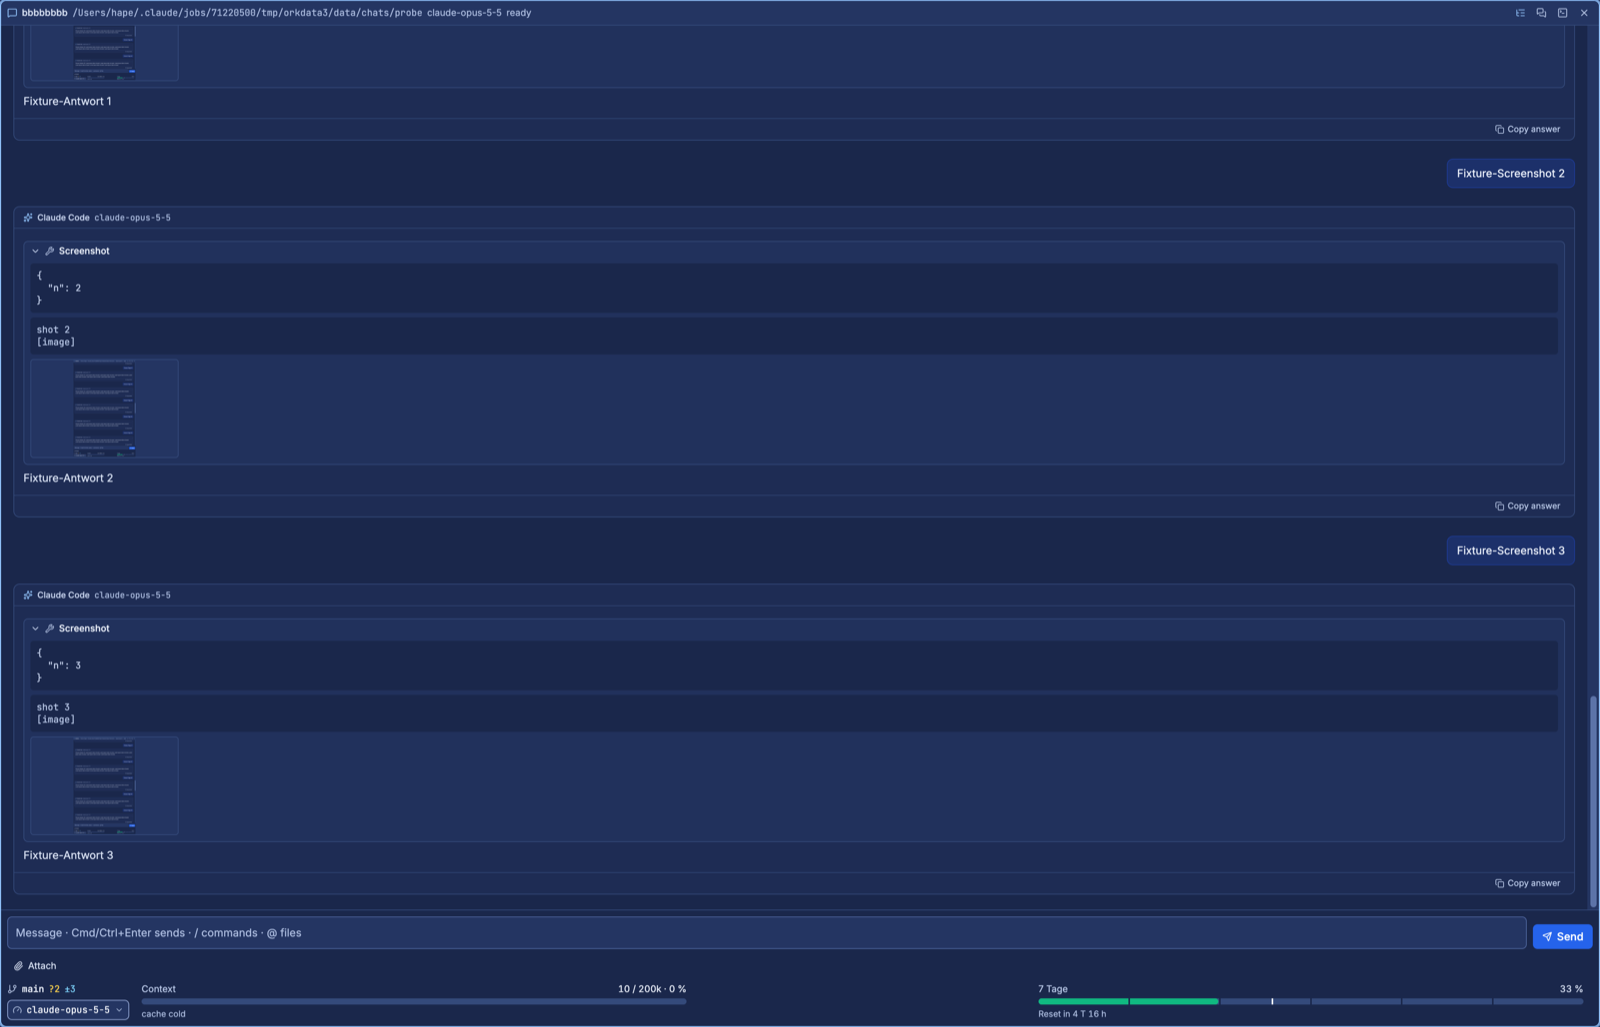 bbbbbbbb /Users/hape/.claude/jobs/71220500/tmp/orkdata3/data/chats/probe claude-opus-5-5 ready
Fixture-Antwort 1
Copy answer
Fixture-Screenshot 2
Claude Code claude-opus-5-5
Screenshot
{
"n": 2
}
shot 2
[image]
Fixture-Antwort 2
Copy answer
Fixture-Screenshot 3
Claude Code claude-opus-5-5
Screenshot
{
"n": 3
}
shot 3
[image]
Fixture-Antwort 3
Copy answer
Message · Cmd/Ctrl+Enter sends · / commands · @ files
Send
Attach
main ?2 ±3
Context 10 / 200k · 0 %
7 Tage 33 %
claude-opus-5-5
cache cold
Reset in 4 T 16 h